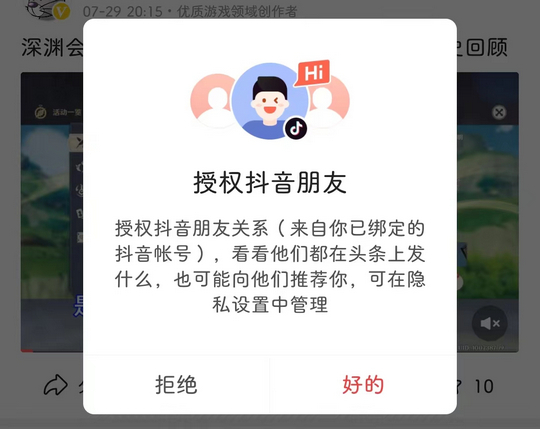 07-29 20:15・优质游戏领域创作者
深渊会
回顾
活动一览
Hi
授权抖音朋友
授权抖音朋友关系（来自你已绑定的
抖音帐号），看看他们都在头条上发
什么，也可能向他们推荐你，可在隐
私设置中管理
拒绝
好的
10